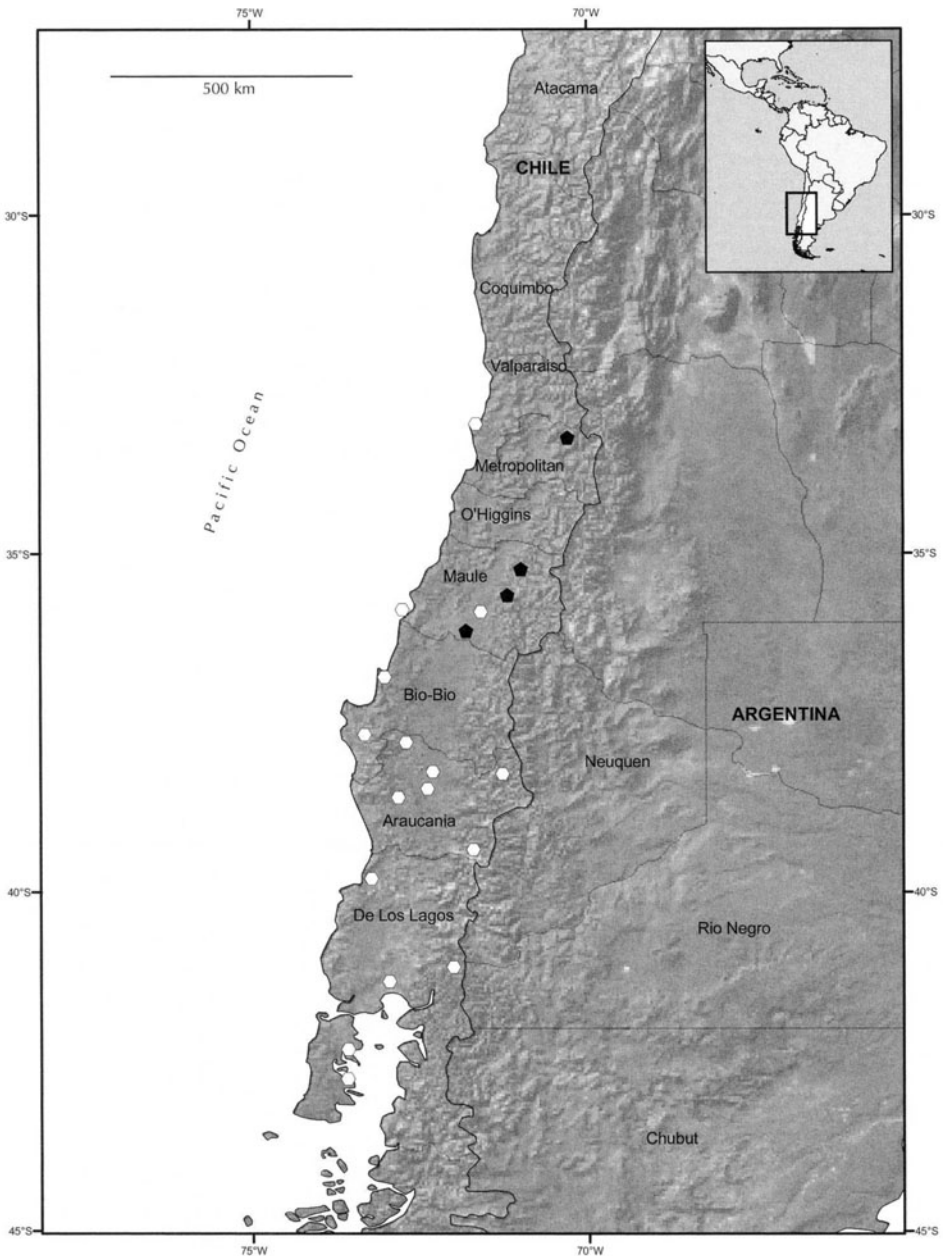 75°W
70°W
500 km
Atacama
CHILE
30°S
30°S
Coquimbo
Valparaiso
Pacific Ocean
Metropolitan
O'Higgins
35°S
35°S
Maule
Bio-Bio
ARGENTINA
Neuquen
Araucania
40°S
40°S
De Los Lagos
Rio Negro
Chubut
45°S
45°S
75°W
70°W